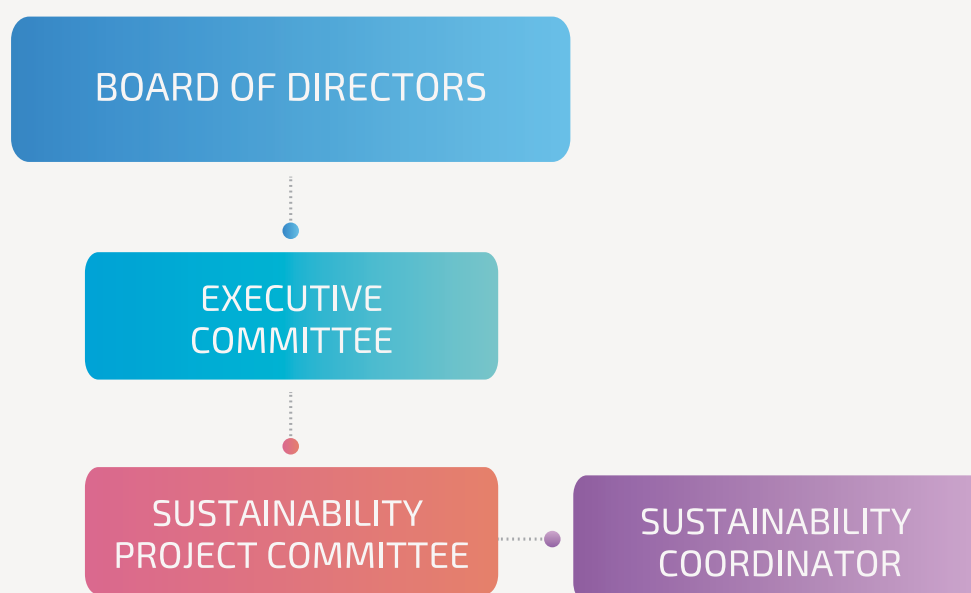 BOARD OF DIRECTORS
EXECUTIVE
COMMITTEE
SUSTAINABILITY
PROJECT COMMITTEE
SUSTAINABILITY
COORDINATOR